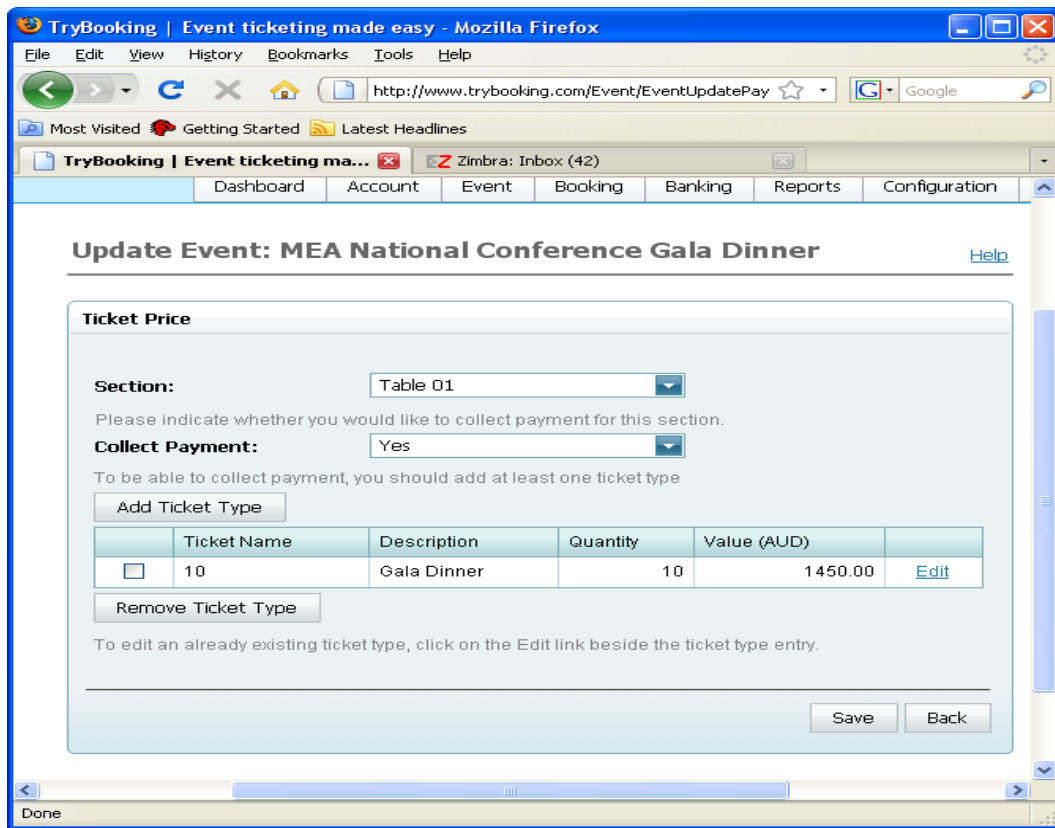 TryBooking | Event ticketing made easy - Mozilla Firefox
File Edit View History Bookmarks Tools Help
http://www.trybooking.com/Event/EventUpdatePay G Google
Most Visited Getting Started Latest Headlines
TryBooking | Event ticketing ma... Zimbra: Inbox (42)
Dashboard Account Event Booking Banking Reports Configuration
Update Event: MEA National Conference Gala Dinner Help
Ticket Price
Section: Table 01
Please indicate whether you would like to collect payment for this section.
Collect Payment: Yes
To be able to collect payment, you should add at least one ticket type
Add Ticket Type
Ticket Name Description Quantity Value (AUD)
10 Gala Dinner 10 1450.00 Edit
Remove Ticket Type
To edit an already existing ticket type, click on the Edit link beside the ticket type entry.
Save Back
Done